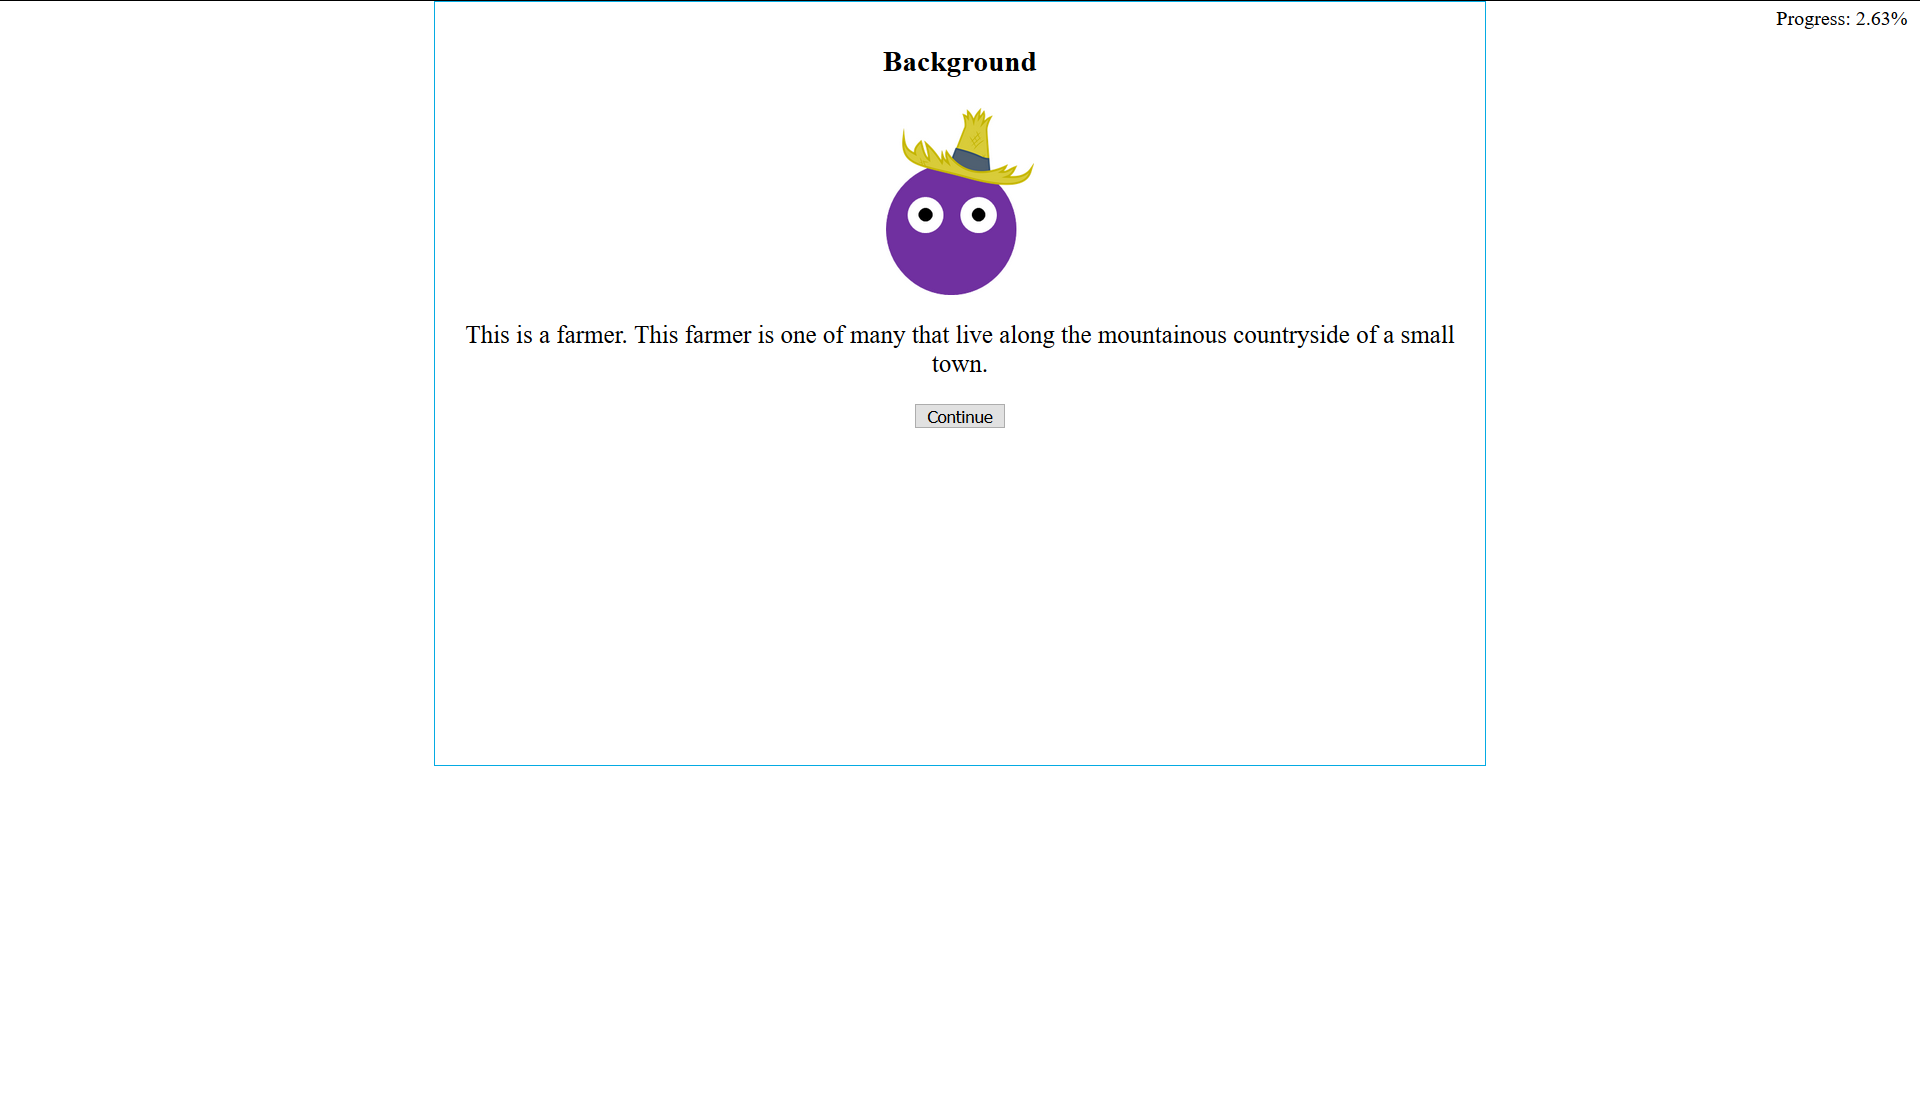 Progress: 2.63%
Background
This is a farmer. This farmer is one of many that live along the mountainous countryside of a small
town.
Continue